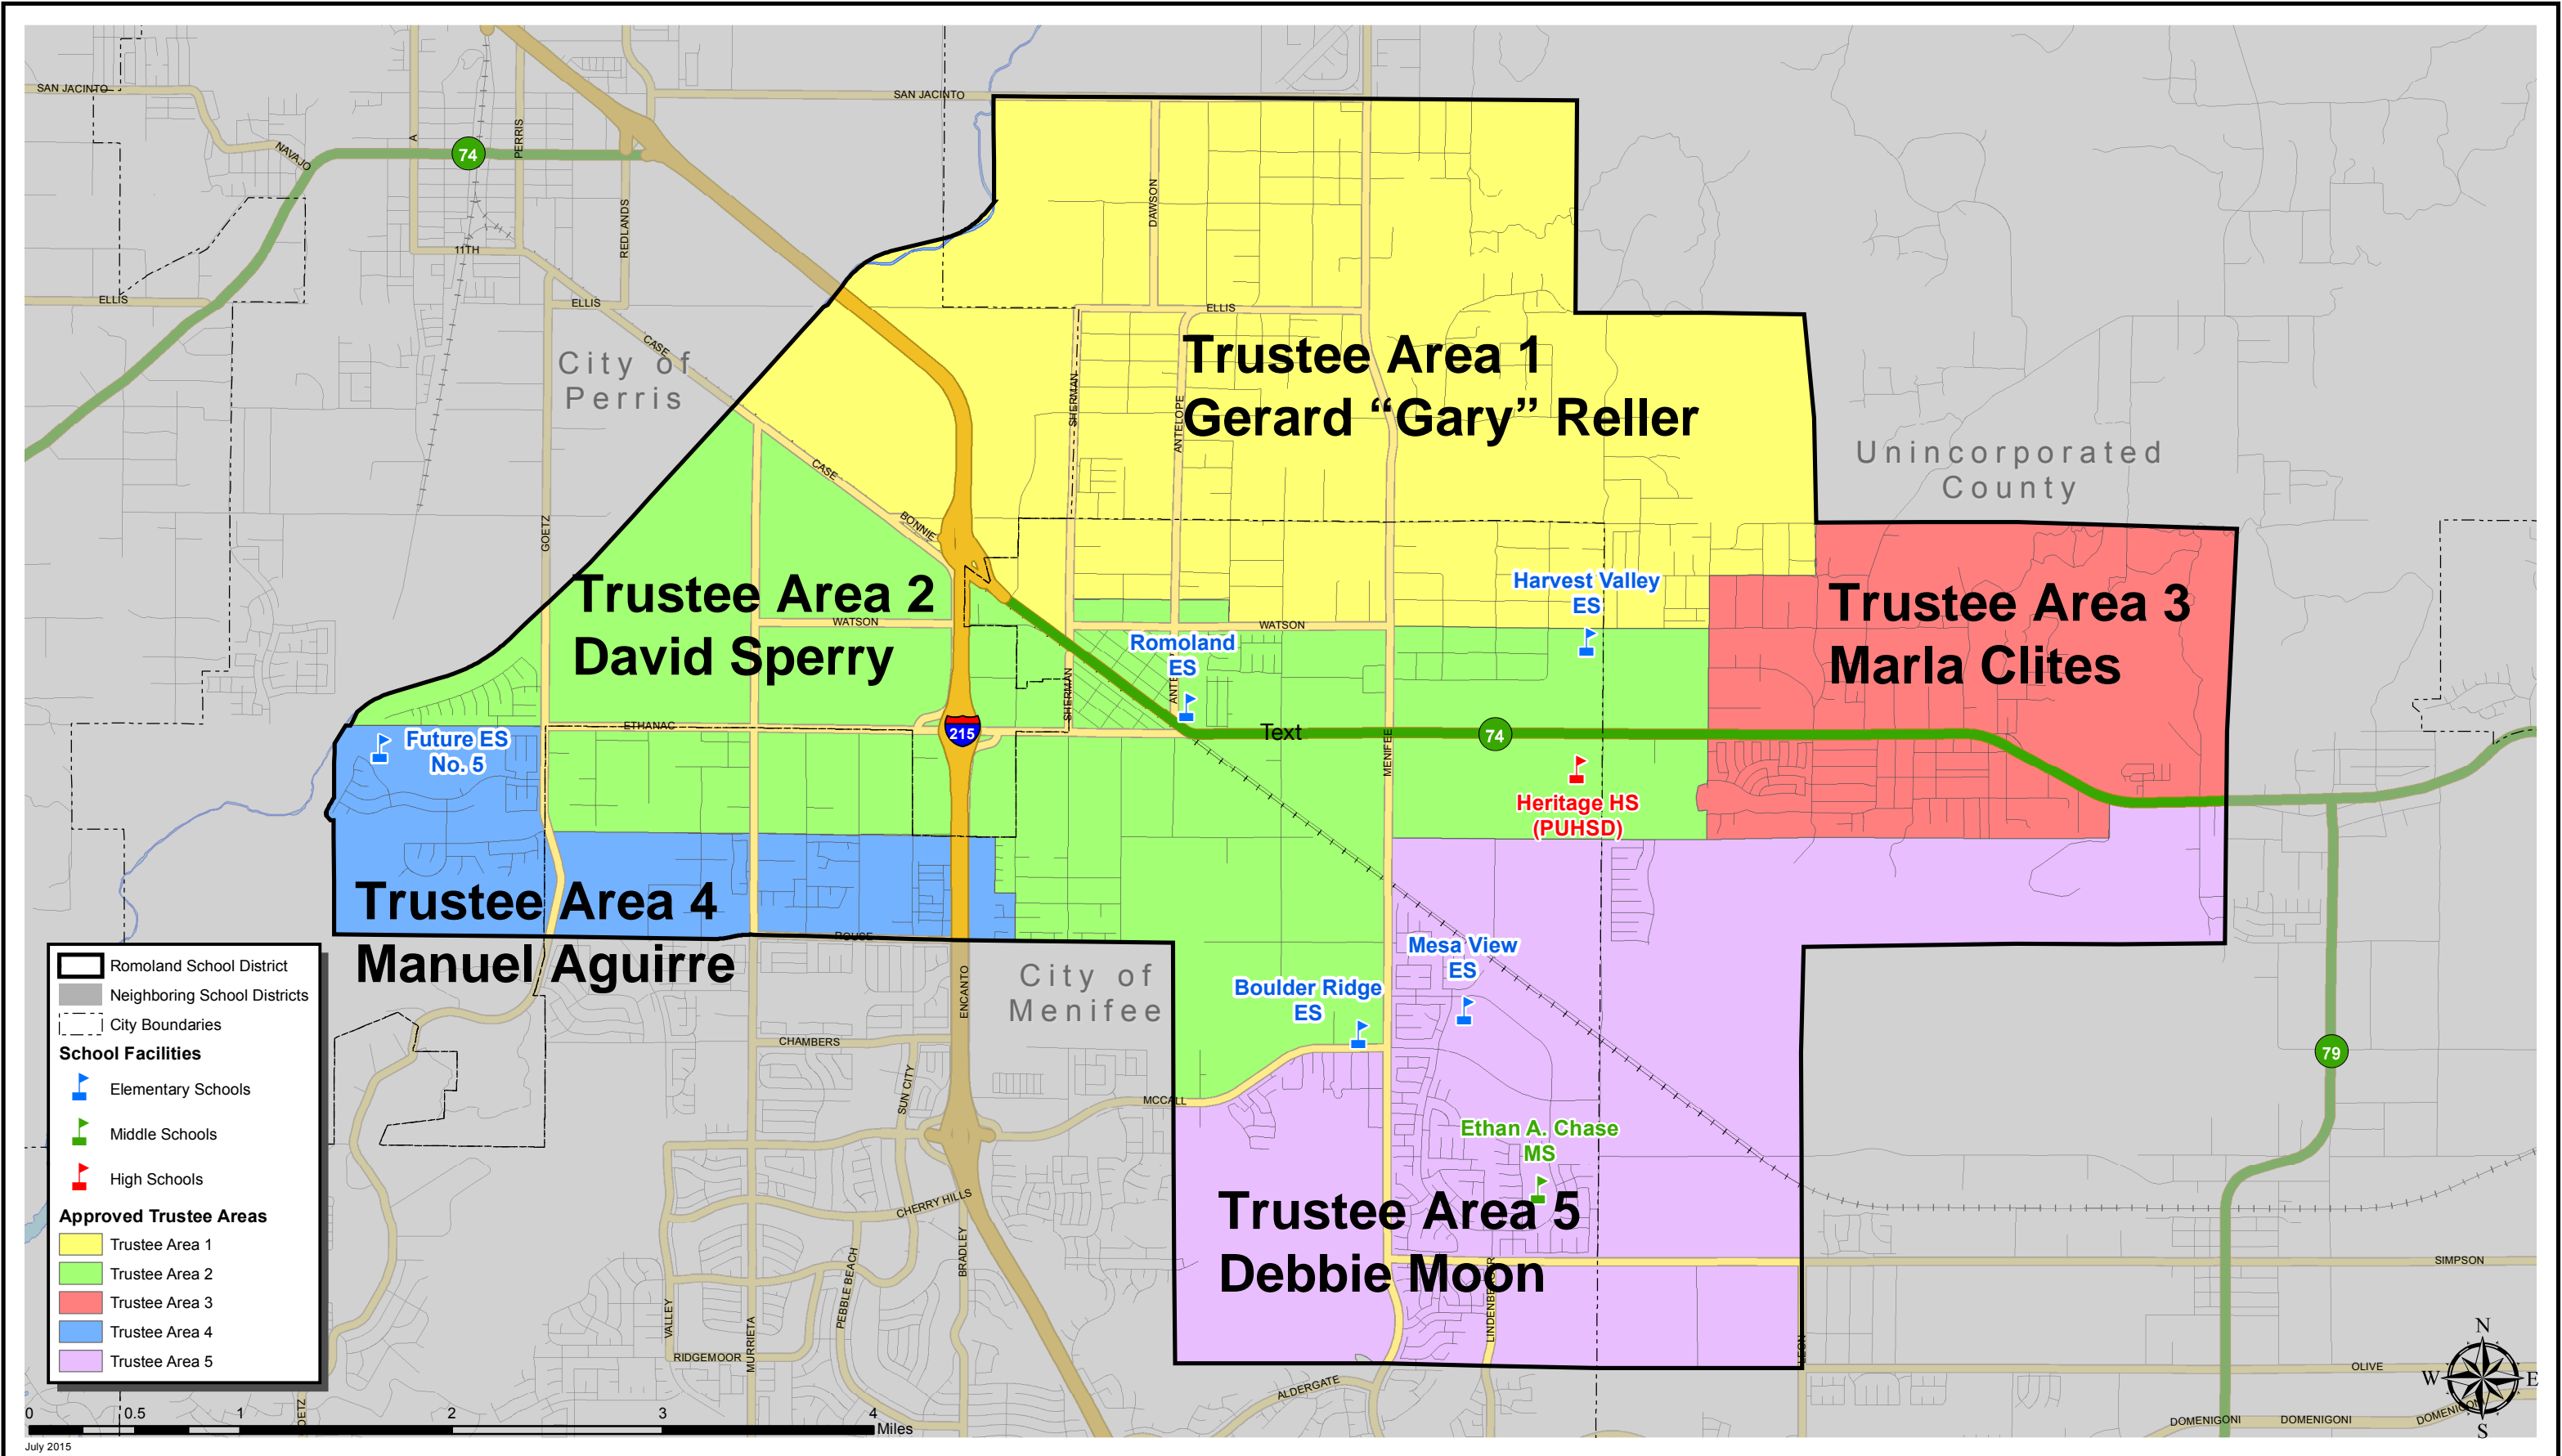 SAN JACINTO
SAN JACINTO
NAVAJO
A
74
PERRIS
REDLANDS
11TH
ELLIS
ELLIS
CASE
City of
Perris
DAWSON
ELLIS
SHERMAN
ANTELOPE
Trustee Area 1
Gerard “Gary” Reller
Unincorporated
County
CASE
BONNIE
GOETZ
Trustee Area 2
David Sperry
WATSON
WATSON
Harvest Valley
ES
Romoland
ES
SHERMAN
Trustee Area 3
Marla Clites
ETHANAC
215
Text
74
MENIFEE
Future ES
No. 5
Heritage HS
(PUHSD)
Trustee Area 4
Manuel Aguirre
ROUSE
City of
Menifee
ENCANTO
Mesa View
ES
Boulder Ridge
ES
CHAMBERS
SUN CITY
MCCALL
79
Ethan A. Chase
MS
CHERRY HILLS
BRADLEY
PEBBLE BEACH
VALLEY
MURRIETA
RIDGEMOOR
Trustee Area 5
Debbie Moon
LINDENBERGER
SIMPSON
LEON
OLIVE
ALDERGATE
DOMENIGONI
DOMENIGONI
DOMENIGONI
N
W
E
S
Romoland School District
Neighboring School Districts
City Boundaries
School Facilities
Elementary Schools
Middle Schools
High Schools
Approved Trustee Areas
Trustee Area 1
Trustee Area 2
Trustee Area 3
Trustee Area 4
Trustee Area 5
0 0.5 1 2 3 4
Miles
July 2015